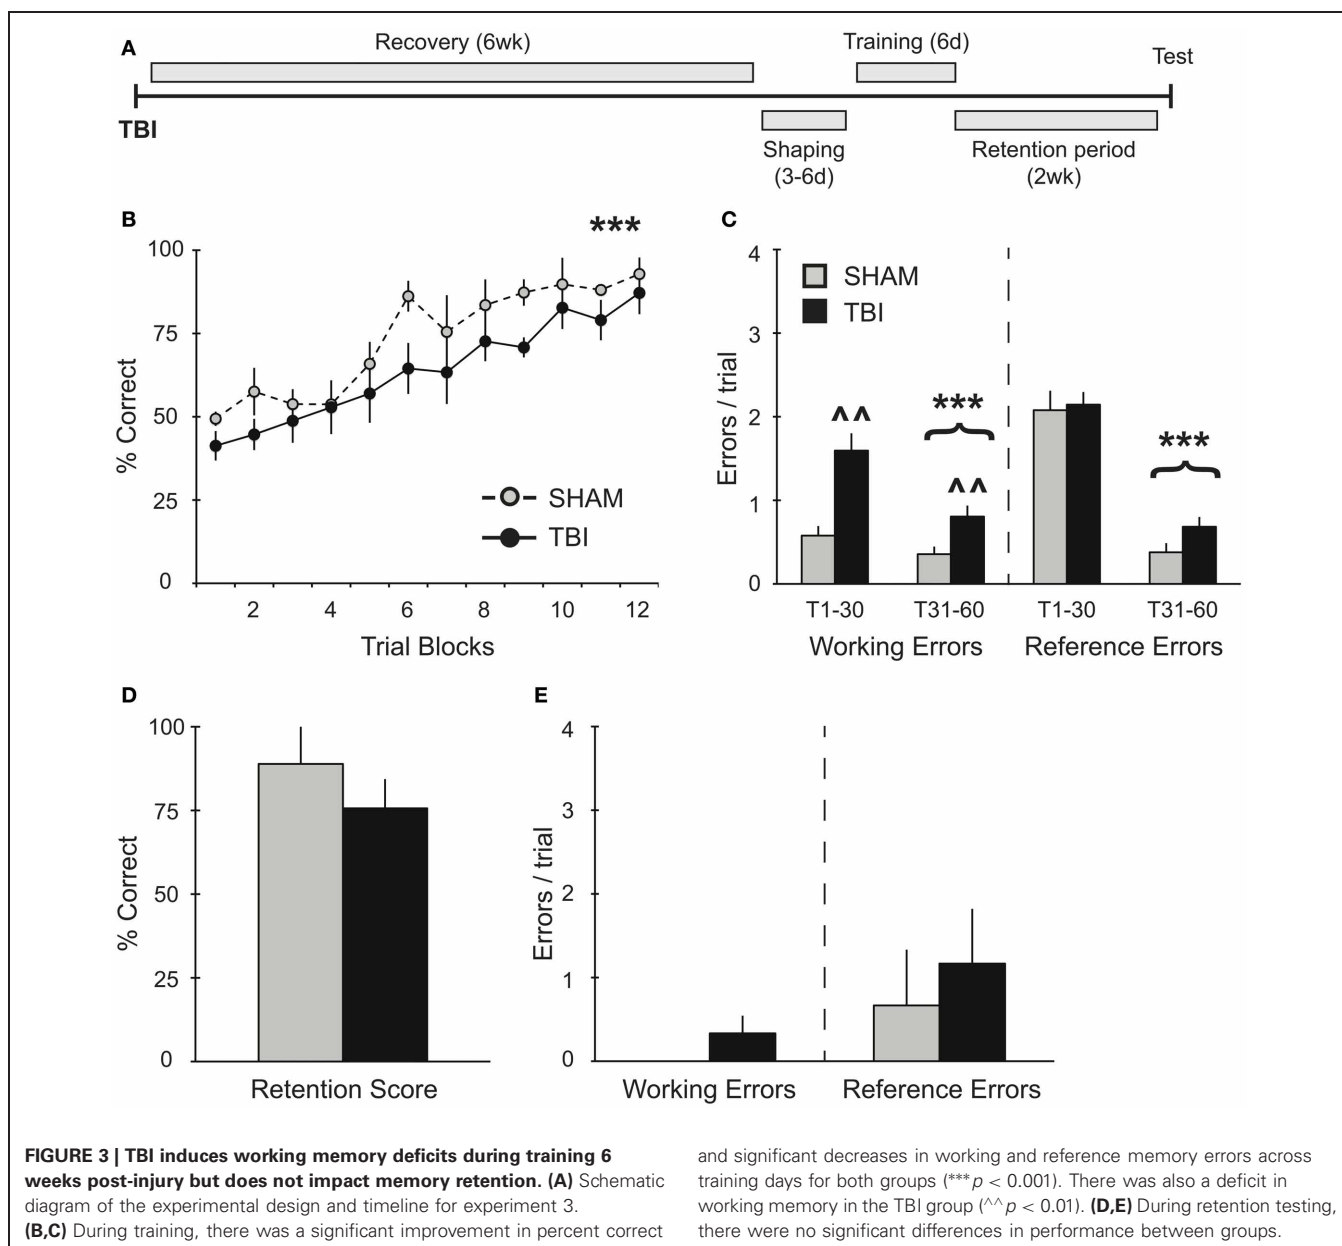 A
Recovery (6wk)
Training (6d)
Test
TBI
Shaping
(3-6d)
Retention period
(2wk)
B
***
100
75
50
25
0
% Correct
SHAM
TBI
2 4 6 8 10 12
Trial Blocks
C
4
3
2
1
0
Errors / trial
SHAM
TBI
^^
***
^^
***
T1-30 T31-60 T1-30 T31-60
Working Errors Reference Errors
D
100
75
50
25
0
% Correct
Retention Score
E
4
3
2
1
0
Errors / trial
Working Errors Reference Errors
FIGURE 3 | TBI induces working memory deficits during training 6
weeks post-injury but does not impact memory retention. (A) Schematic
diagram of the experimental design and timeline for experiment 3.
(B,C) During training, there was a significant improvement in percent correct
and significant decreases in working and reference memory errors across
training days for both groups (***p < 0.001). There was also a deficit in
working memory in the TBI group (^^p < 0.01). (D,E) During retention testing,
there were no significant differences in performance between groups.